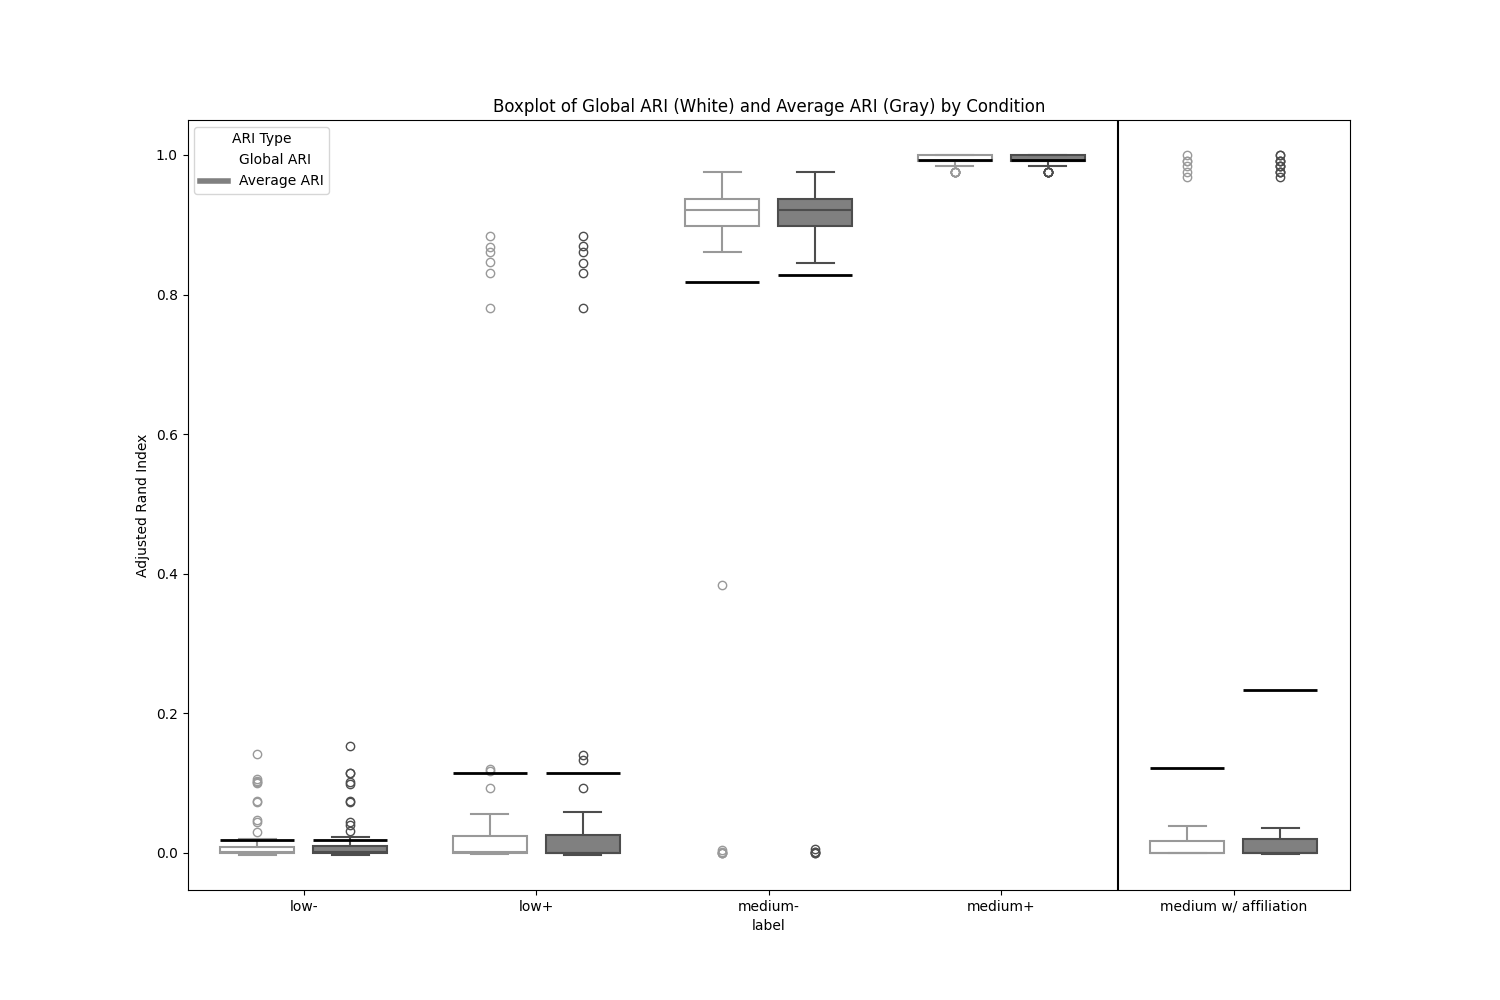 Boxplot of Global ARI (White) and Average ARI (Gray) by Condition
ARI Type
Global ARI
Average ARI
1.0
0.8
0.6
0.4
0.2
0.0
Adjusted Rand Index
low-
low+
medium-
medium+
medium w/ affiliation
label